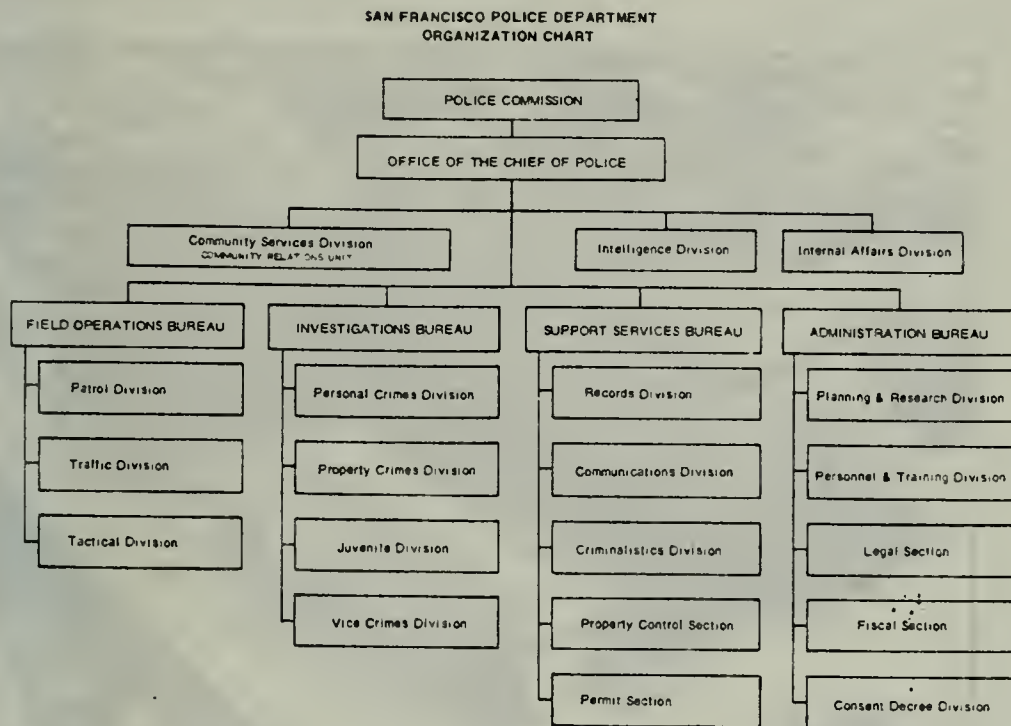 SAN FRANCISCO POLICE DEPARTMENT
ORGANIZATION CHART
POLICE COMMISSION
OFFICE OF THE CHIEF OF POLICE
Community Services Division
COMMUNITY RELATIONS UNIT
Intelligence Division
Internal Affairs Division
FIELD OPERATIONS BUREAU
Patrol Division
Traffic Division
Tactical Division
INVESTIGATIONS BUREAU
Personal Crimes Division
Property Crimes Division
Juvenile Division
Vice Crimes Division
SUPPORT SERVICES BUREAU
Records Division
Communications Division
Criminalistics Division
Property Control Section
Permit Section
ADMINISTRATION BUREAU
Planning & Research Division
Personnel & Training Division
Legal Section
Fiscal Section
Consent Decree Division